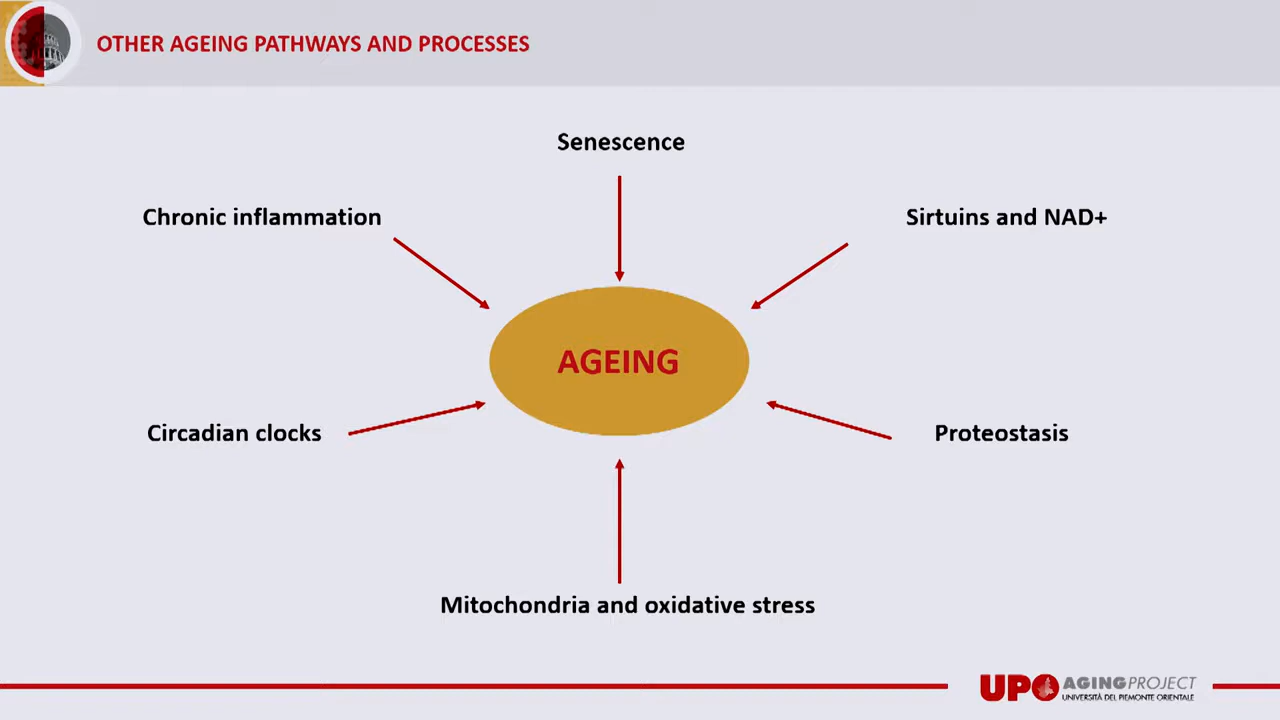 OTHER AGEING PATHWAYS AND PROCESSES
Senescence
Chronic inflammation
Sirtuins and NAD+
AGEING
Circadian clocks
Proteostasis
Mitochondria and oxidative stress
UPO AGINGPROJECT
UNIVERSITÀ DEL PIEMONTE ORIENTALE